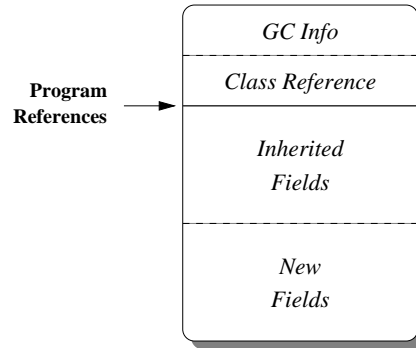 GC Info
Class Reference
Program
References
Inherited
Fields
New
Fields